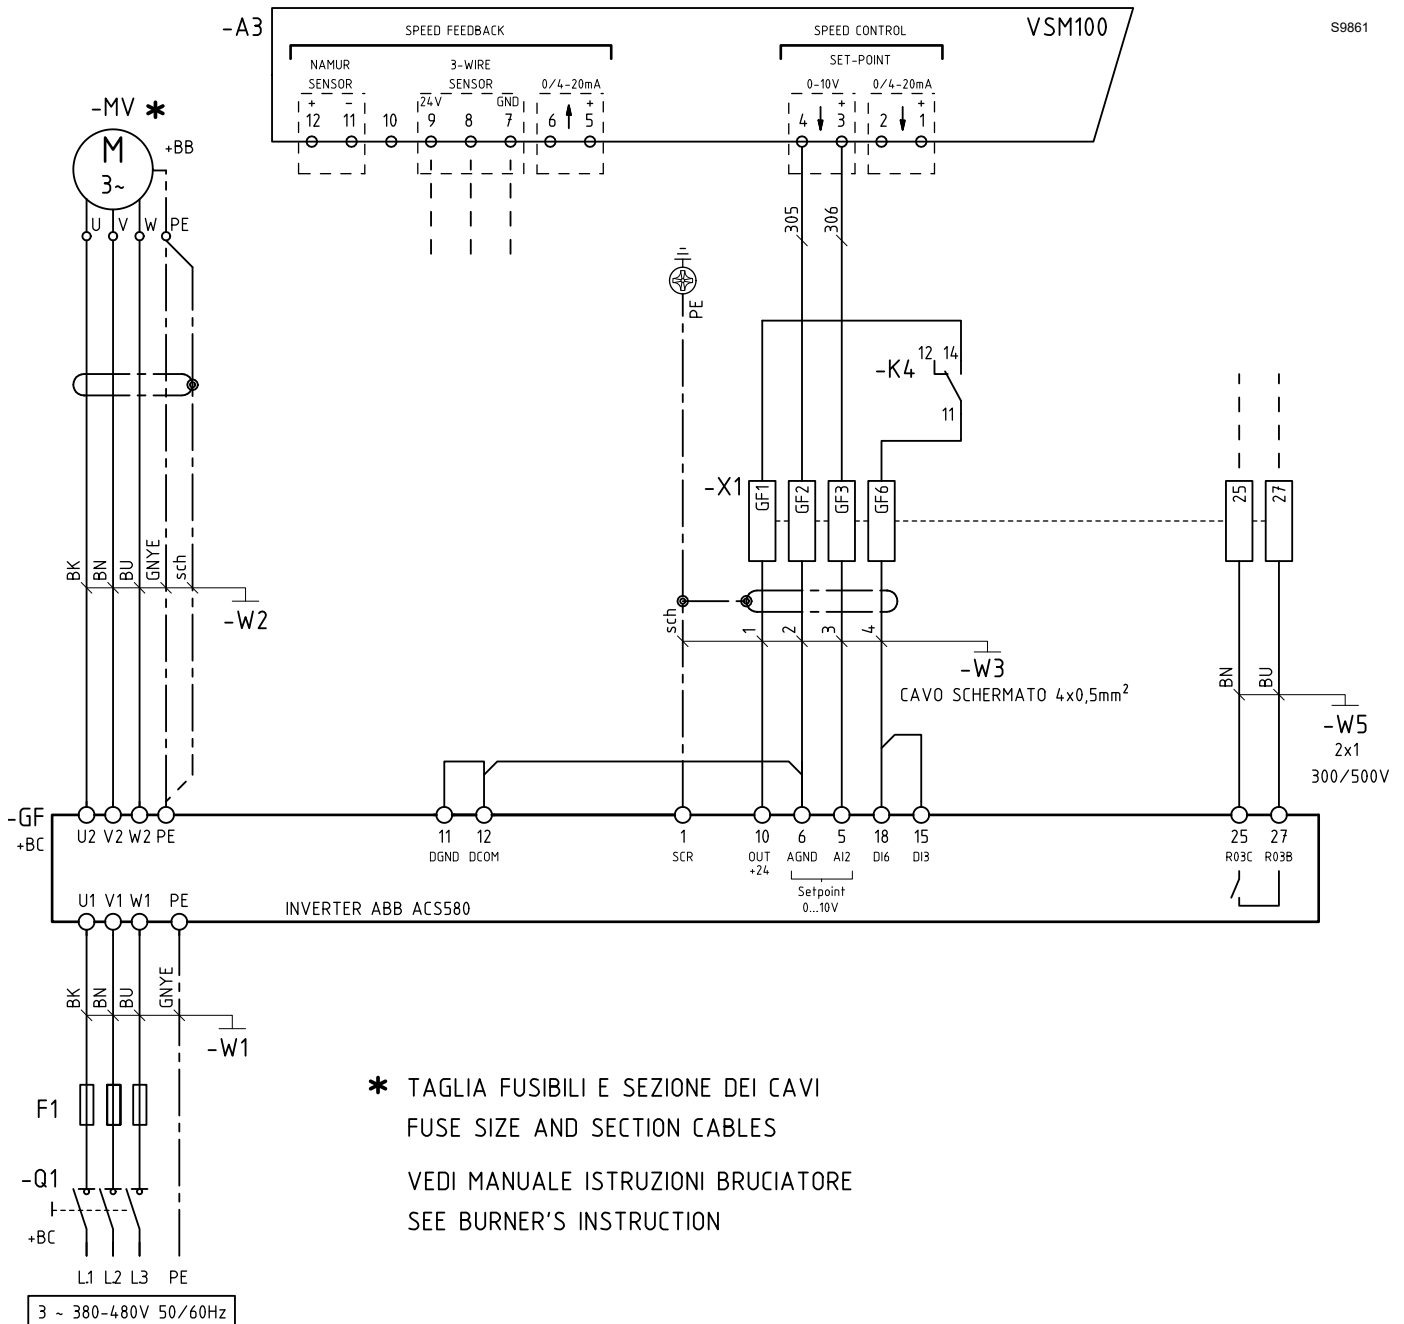 -A3
SPEED FEEDBACK
SPEED CONTROL
VSM100
S9861
NAMUR
SENSOR
3-WIRE
SENSOR
0/4-20mA
SET-POINT
0-10V
0/4-20mA
+ -
24V GND
+
+
+
12 11 10 9 8 7 6 5 4 3 2 1
-MV *
M
3~
+BB
U V W PE
305
306
PE
-K4
12 14
11
-X1
GF1
GF2
GF3
GF6
25
27
BK
BN
BU
GNYE
sch
-W2
sch
1
2
3
4
-W3
CAVO SCHERMATO 4x0,5mm²
BN
BU
-W5
2x1
300/500V
-GF
+BC
U2 V2 W2 PE
11 12 1 10 6 5 18 15 25 27
DGND DCOM SCR OUT AGND AI2 DI6 DI3 R03C R03B
+24
Setpoint
0...10V
U1 V1 W1 PE
INVERTER ABB ACS580
BK
BN
BU
GNYE
-W1
F1
-Q1
+BC
L1 L2 L3 PE
3 ~ 380-480V 50/60Hz
* TAGLIA FUSIBILI E SEZIONE DEI CAVI
FUSE SIZE AND SECTION CABLES
VEDI MANUALE ISTRUZIONI BRUCIATORE
SEE BURNER'S INSTRUCTION